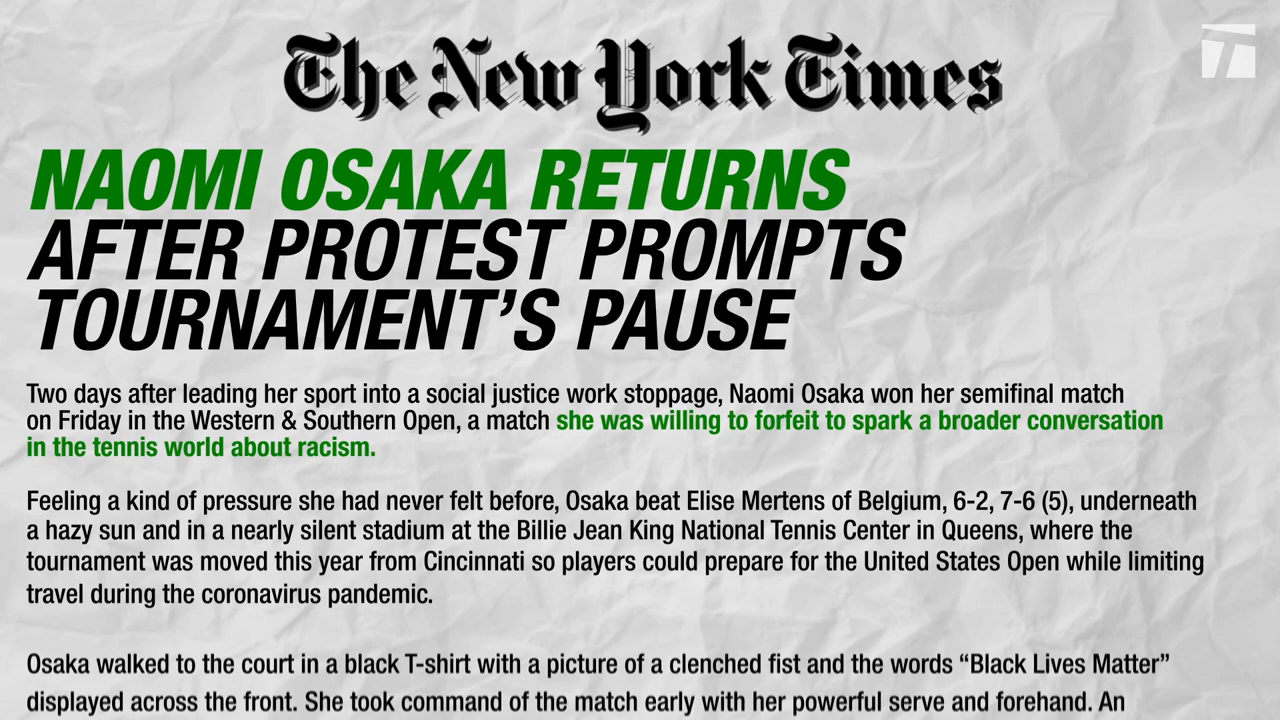 The New York Times
NAOMI OSAKA RETURNS
AFTER PROTEST PROMPTS
TOURNAMENT’S PAUSE
Two days after leading her sport into a social justice work stoppage, Naomi Osaka won her semifinal match
on Friday in the Western & Southern Open, a match she was willing to forfeit to spark a broader conversation
in the tennis world about racism.
Feeling a kind of pressure she had never felt before, Osaka beat Elise Mertens of Belgium, 6-2, 7-6 (5), underneath
a hazy sun and in a nearly silent stadium at the Billie Jean King National Tennis Center in Queens, where the
tournament was moved this year from Cincinnati so players could prepare for the United States Open while limiting
travel during the coronavirus pandemic.
Osaka walked to the court in a black T-shirt with a picture of a clenched fist and the words “Black Lives Matter”
displayed across the front. She took command of the match early with her powerful serve and forehand. An